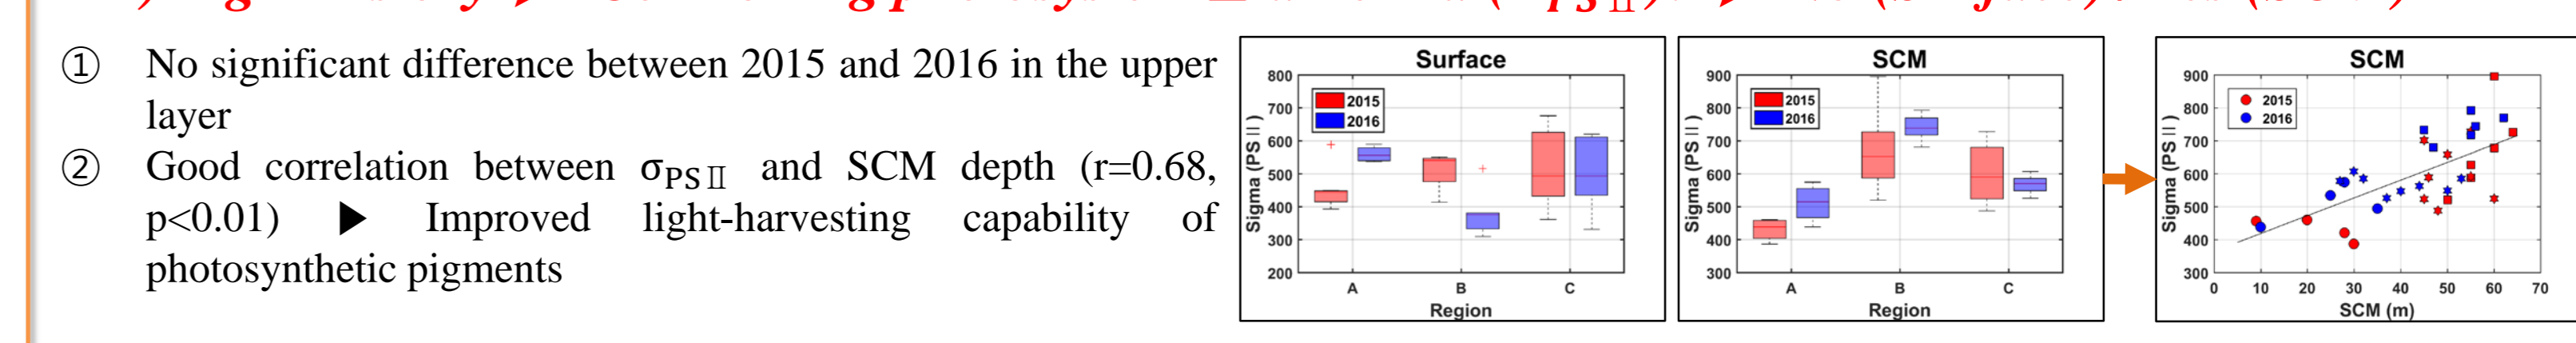 ① No significant difference between 2015 and 2016 in the upper
layer
② Good correlation between σPSⅡ and SCM depth (r=0.68,
p<0.01) ▶ Improved light-harvesting capability of
photosynthetic pigments
Surface
800
700
600
500
400
300
200
2015
2016
Sigma (PSⅡ)
A B C
Region
SCM
900
800
700
600
500
400
300
2015
2016
Sigma (PSⅡ)
A B C
Region
SCM
900
800
700
600
500
400
300
2015
2016
Sigma (PSⅡ)
0 10 20 30 40 50 60 70
SCM (m)